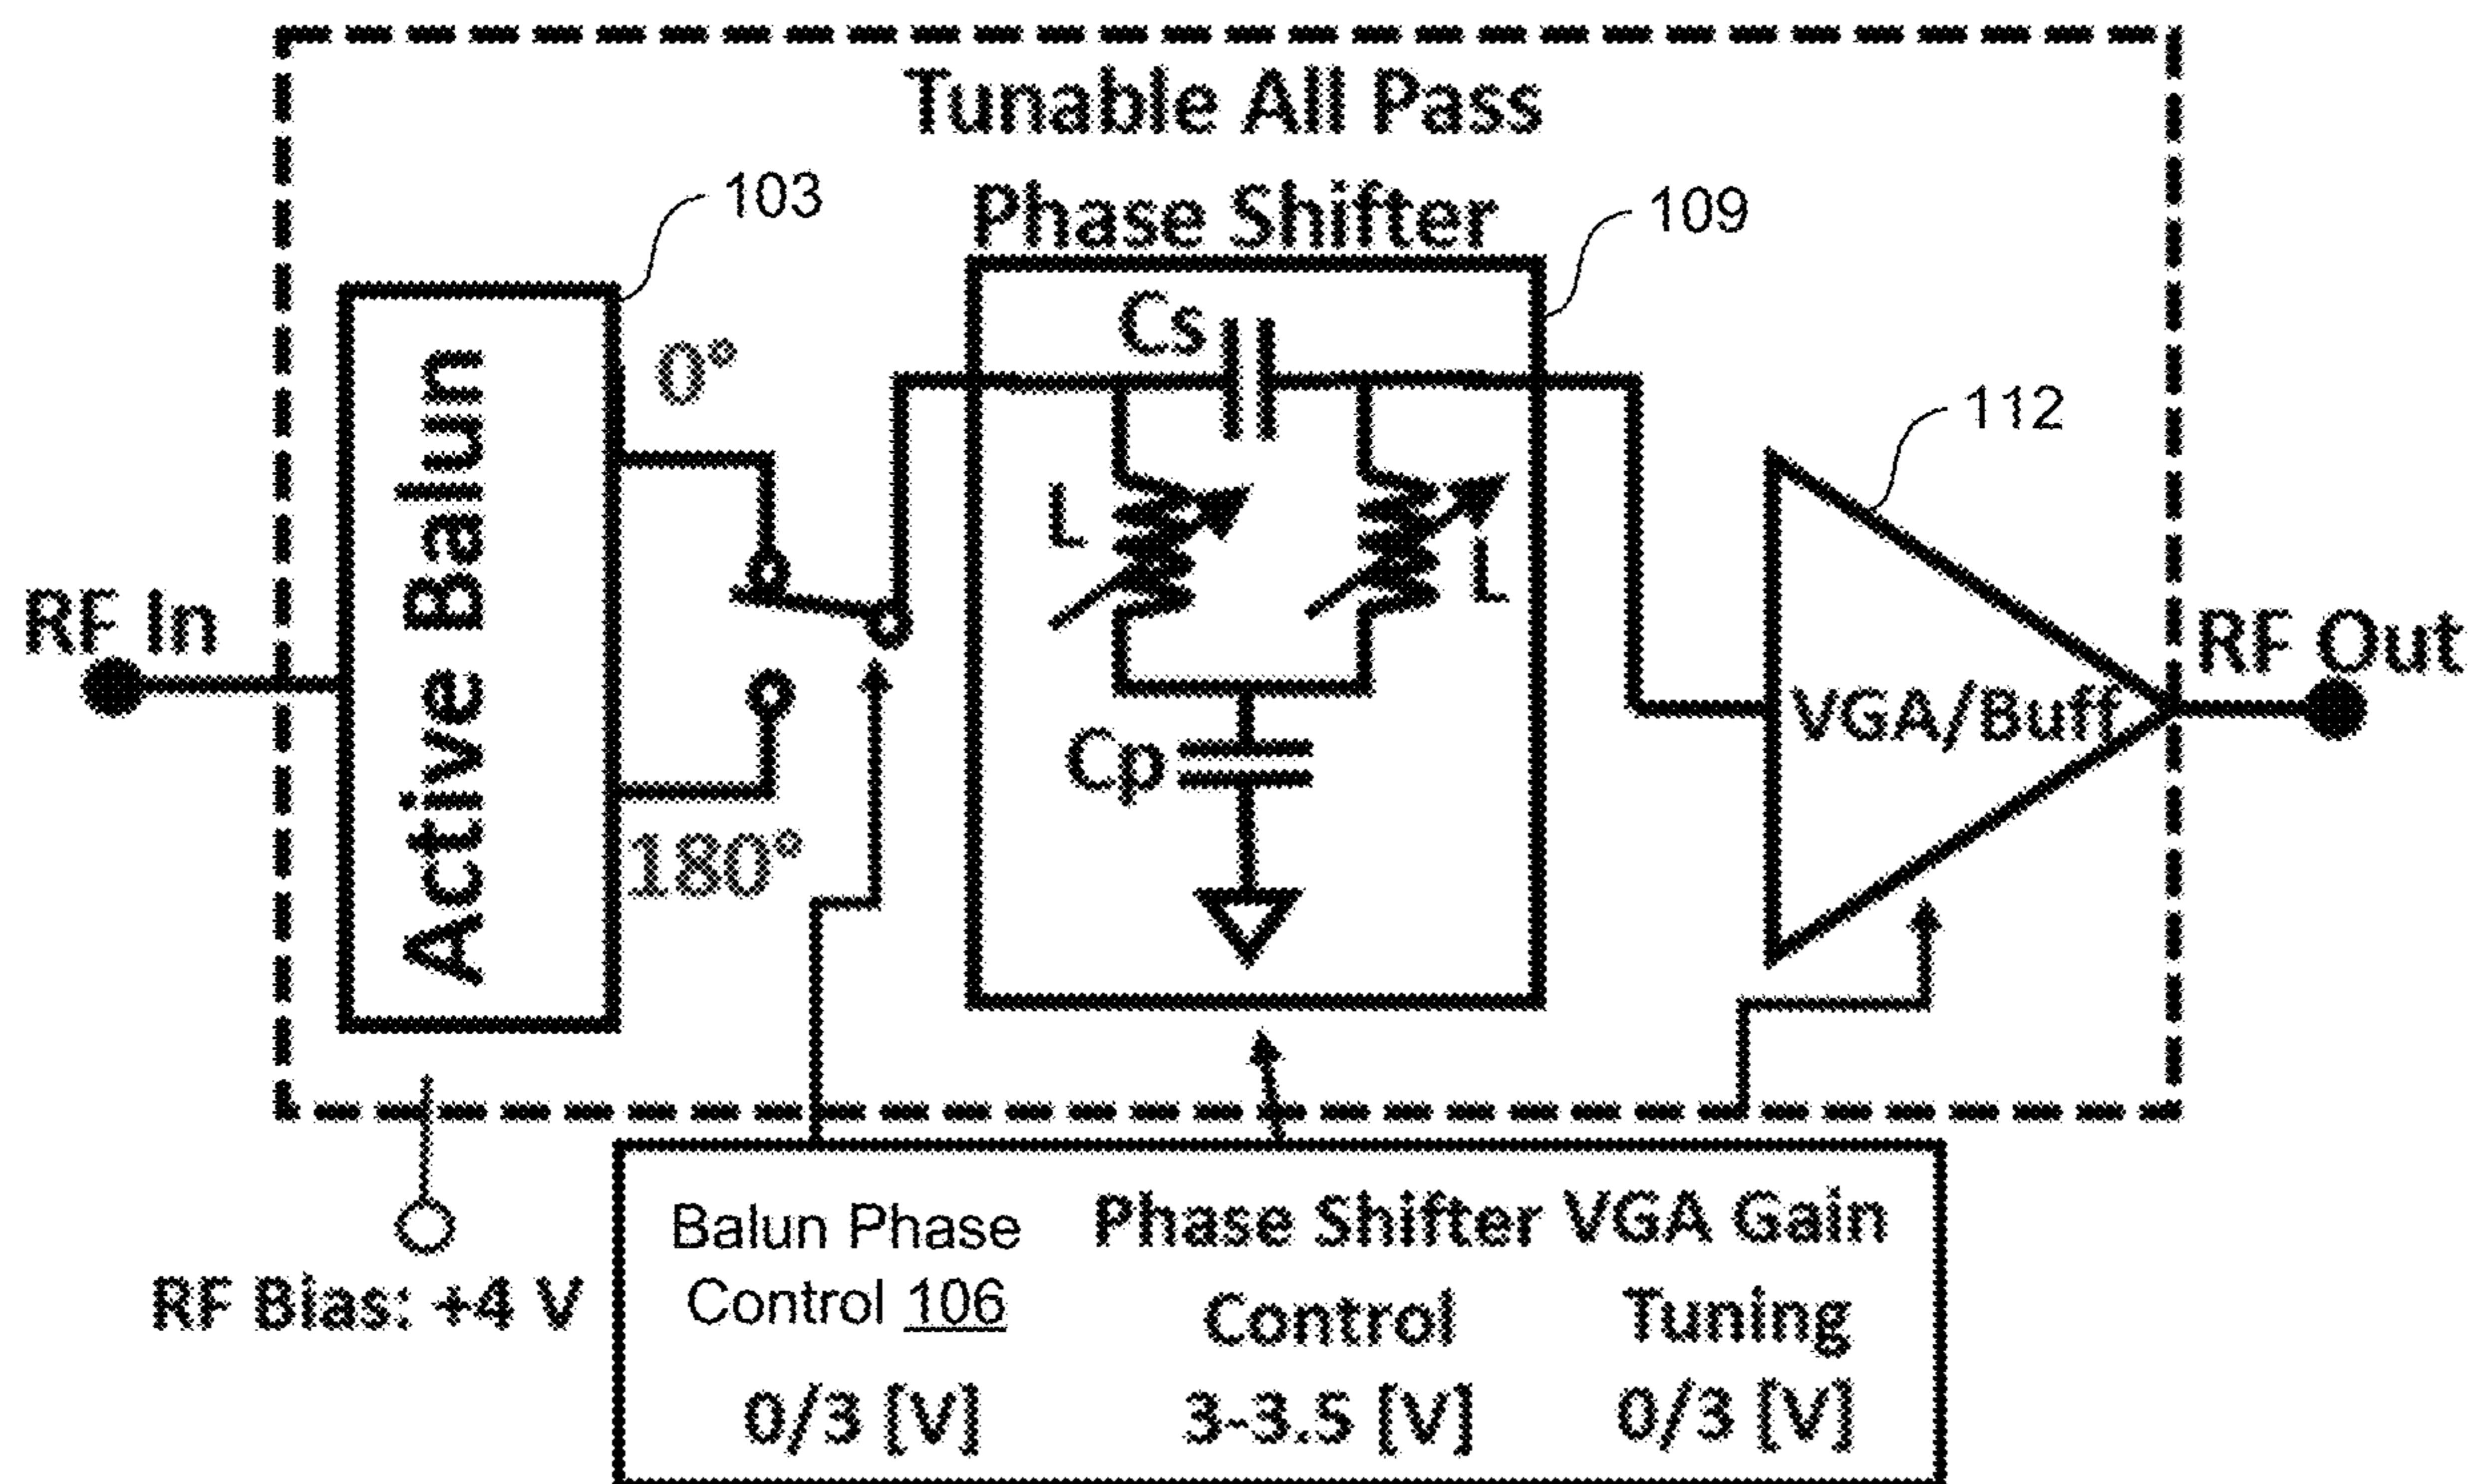 Tunable All Pass
Phase Shifter
103
109
112
Active Balun
0°
180°
Cs
L
L
Cp
RF In
VGA/Buff
RF Out
RF Bias: +4 V
Balun Phase
Control 106
0/3 [V]
Phase Shifter
Control
3-3.5 [V]
VGA Gain
Tuning
0/3 [V]